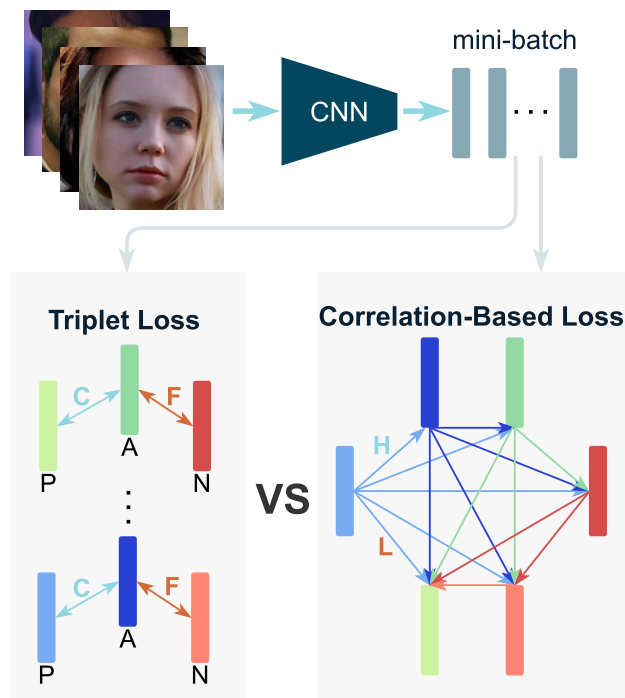 mini-batch
CNN
. . .
Triplet Loss
Correlation-Based Loss
C
F
A
P
N
H
. . .
VS
L
C
F
A
P
N